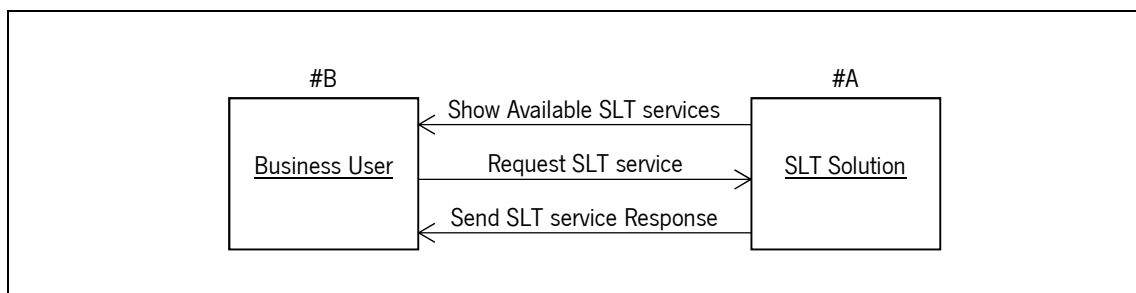 #B
#A
Show Available SLT services
Business User
Request SLT service
SLT Solution
Send SLT service Response